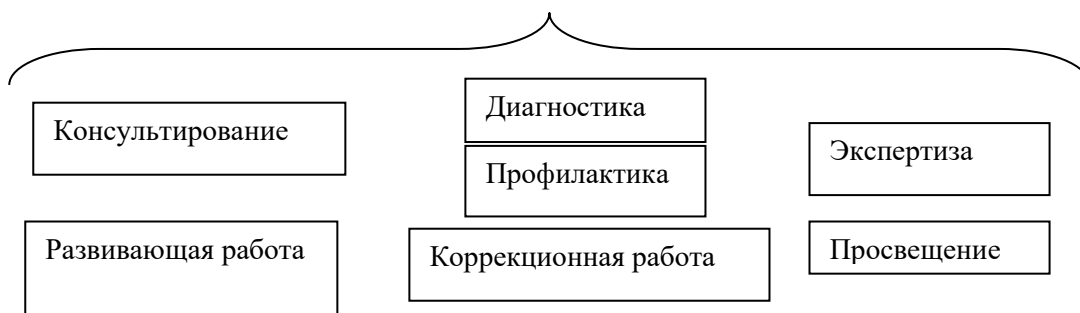 Консультирование
Диагностика
Профилактика
Экспертиза
Развивающая работа
Коррекционная работа
Просвещение